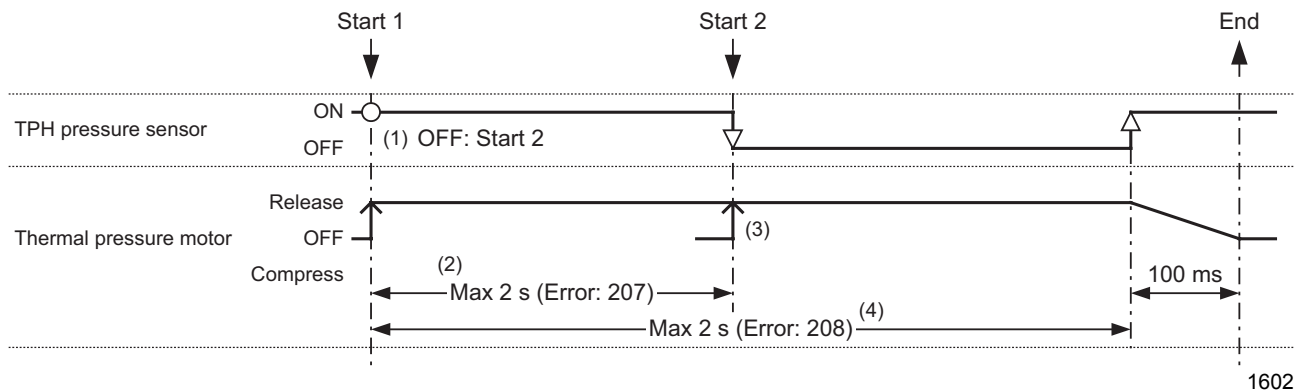 Start 1
Start 2
End
TPH pressure sensor
ON
OFF
(1) OFF: Start 2
Thermal pressure motor
Release
OFF
Compress
(3)
(2)
Max 2 s (Error: 207)
100 ms
Max 2 s (Error: 208)
(4)
1602